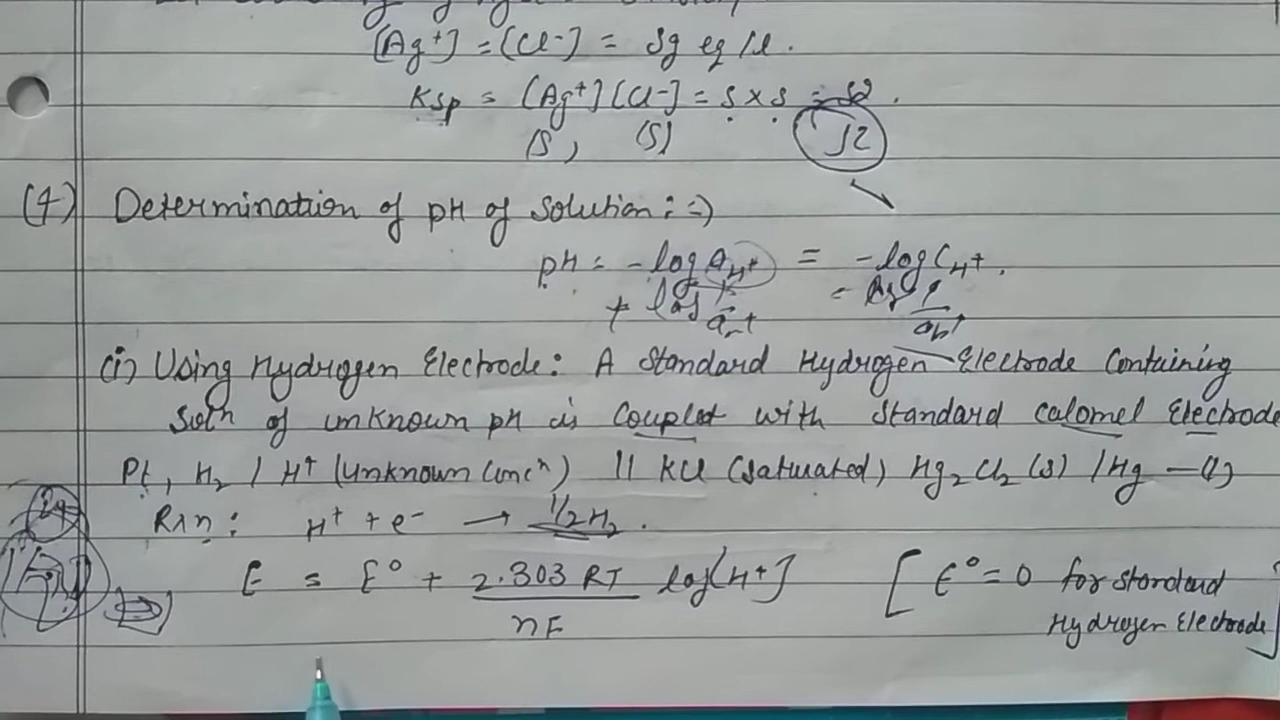 [Ag+] = [Cl-] = Sg eq/l.
Ksp = [Ag+][Cl-] = s x s = s2.
(S), (S) s2
(4) Determination of pH of Solution : =)
pH = -log AH+ = -log CH+.
(i) Using Hydrogen Electrode: A Standard Hydrogen Electrode Containing
Soln of unknown pH is Coupled with Standard calomel Electrode
Pt, H2 / H+ (unknown Concn) || KCl (saturated) Hg2Cl2 (s) / Hg — (1)
Rxn: H+ + e- → 1/2 H2.
E = E° + 2.303 RT / nF log[H+] [E° = 0 for Standard
Hydrogen Electrode]